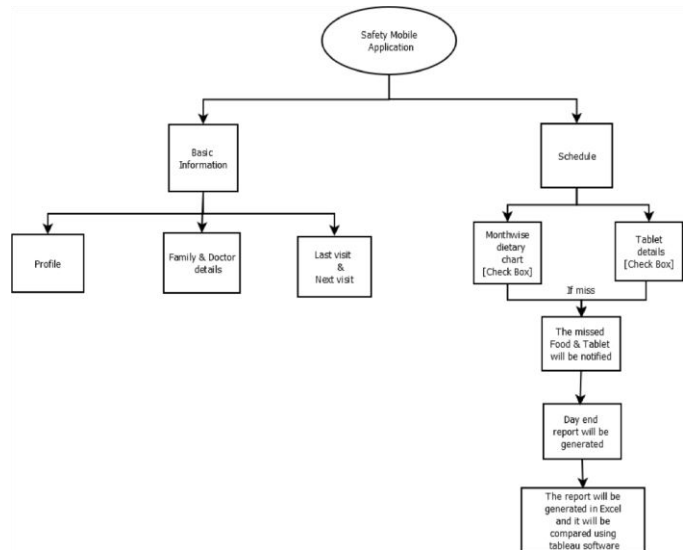 Safety Mobile
Application
Basic
Information
Schedule
Profile
Family & Doctor
details
Last visit
&
Next visit
Monthwise
dietary
chart
[Check Box]
Tablet
details
[Check Box]
If miss
The missed
Food & Tablet
will be notified
Day end
report will be
generated
The report will be
generated in Excel
and it will be
compared using
tableau software